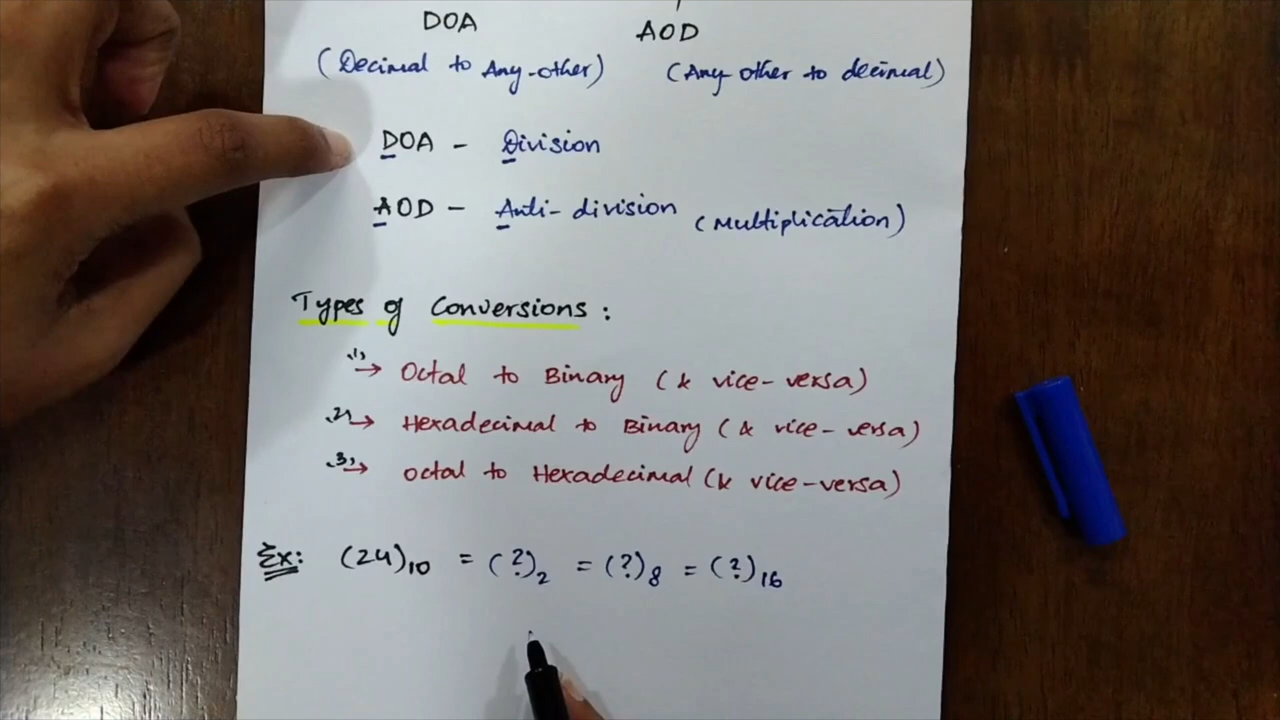 DOA AOD
(Decimal to Any-other) (Any other to decimal)
DOA - Division
AOD - Anti-division (Multiplication)
Types of Conversions :
1) → Octal to Binary (& vice-versa)
2) → Hexadecimal to Binary (& vice-versa)
3) → octal to Hexadecimal (& vice-versa)
Ex: (24)10 = (?)2 = (?)8 = (?)16